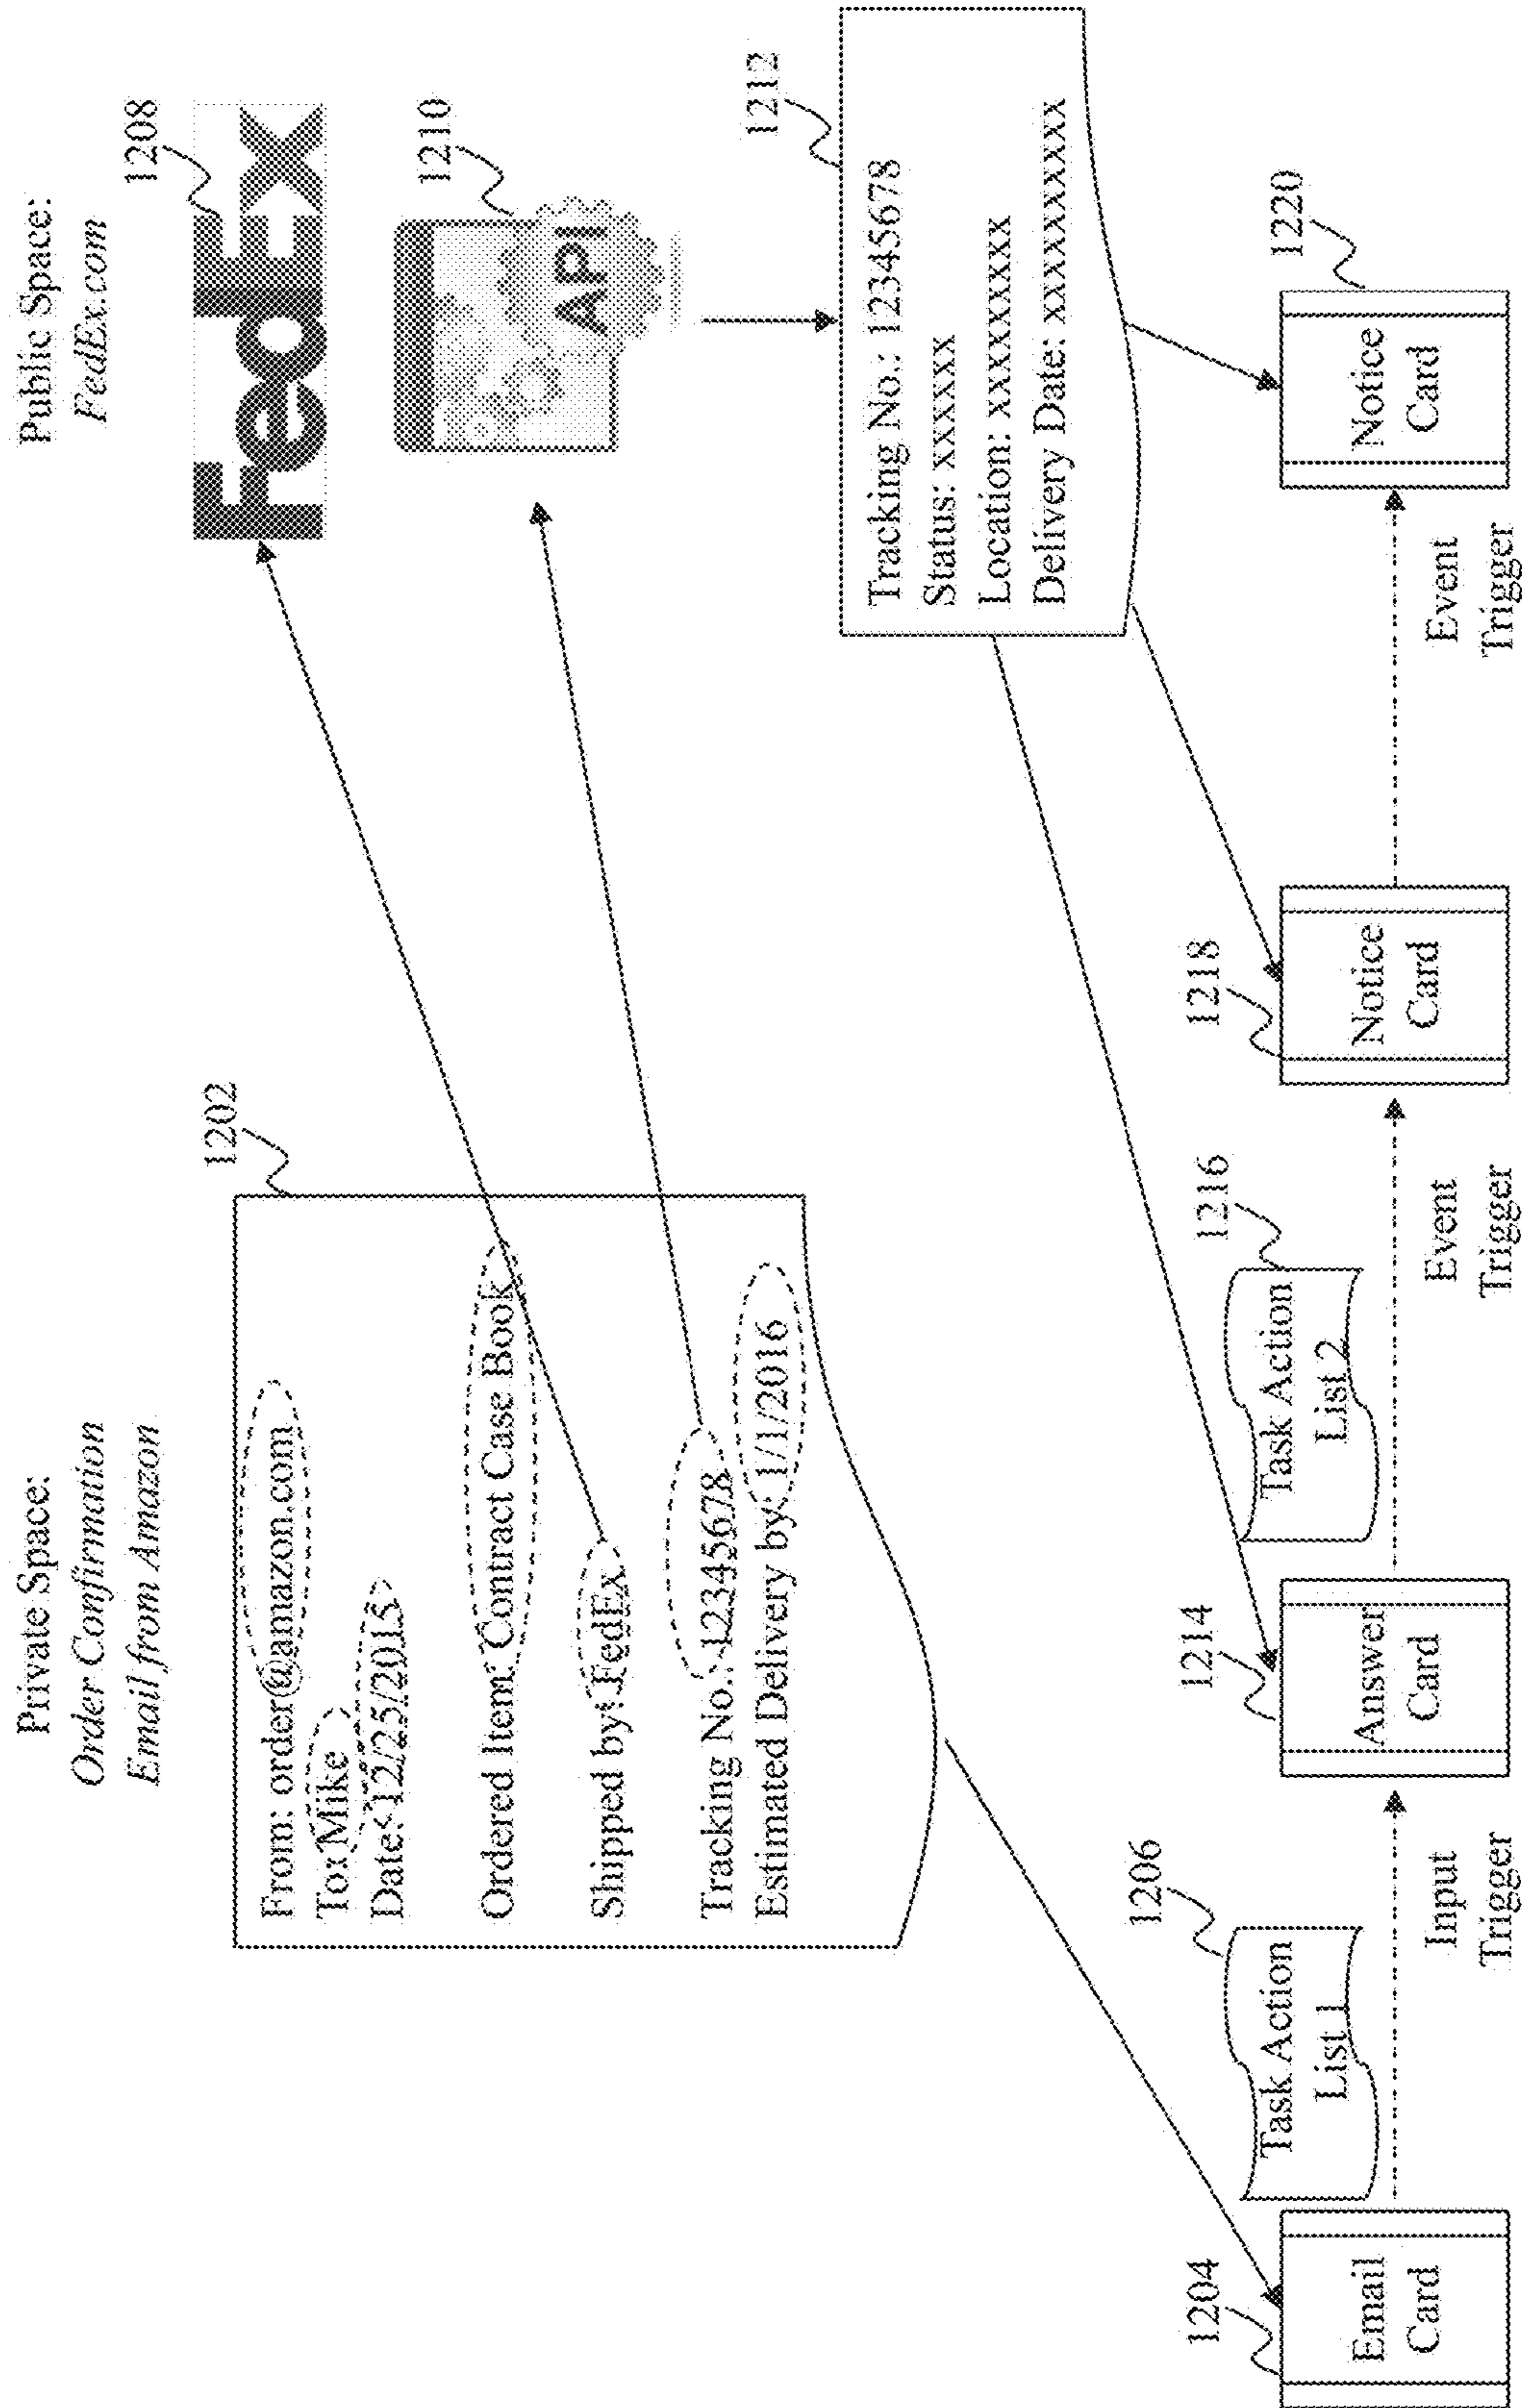 Private Space:
Order Confirmation
Email from Amazon
Public Space:
FedEx.com
1202
From: order@amazon.com
To: Mike
Date: 12/25/2015
Ordered Item: Contract Case Book
Shipped by: FedEx
Tracking No.: 12345678
Estimated Delivery by: 1/1/2016
1208
FedEx
1210
API
1212
Tracking No.: 12345678
Status: xxxxxx
Location: xxxxxxxxx
Delivery Date: xxxxxxxxxx
1204
Email
Card
1206
Task Action
List 1
Input
Trigger
1214
Answer
Card
1216
Task Action
List 2
Event
Trigger
1218
Notice
Card
Event
Trigger
1220
Notice
Card